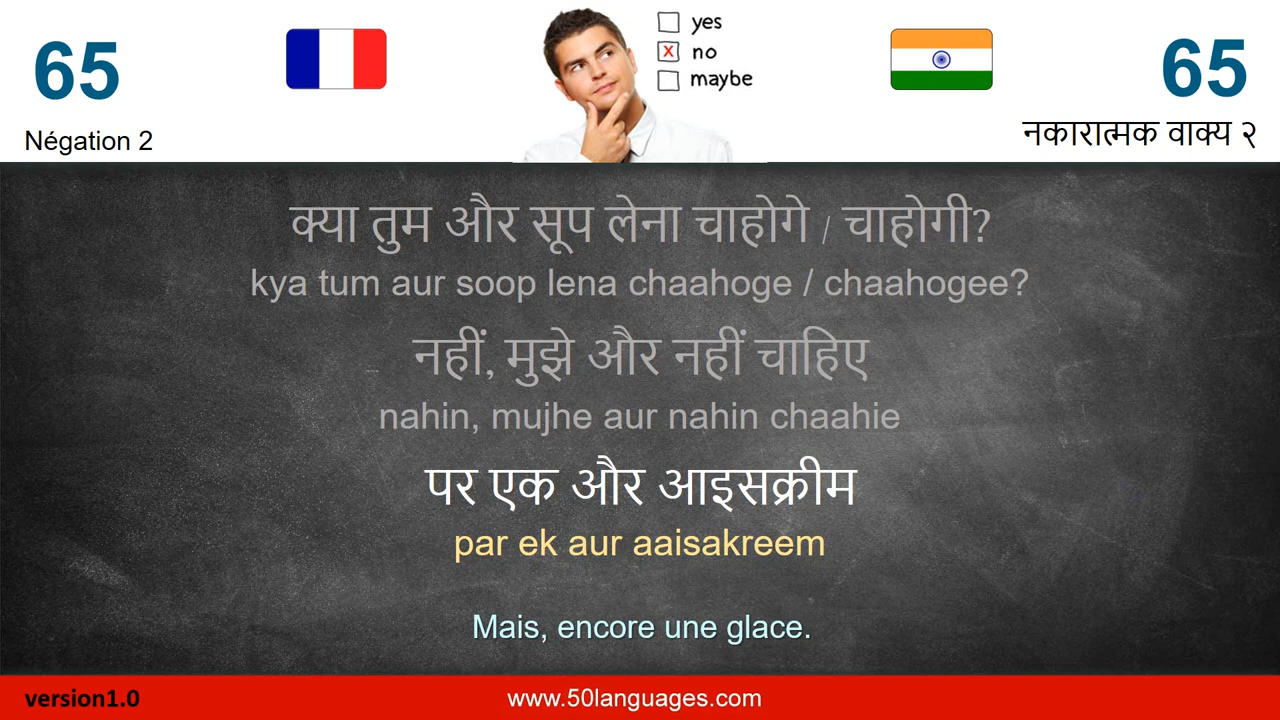 65
Négation 2
yes
x no
maybe
65
नकारात्मक वाक्य २
क्या तुम और सूप लेना चाहोगे / चाहोगी?
kya tum aur soop lena chaahoge / chaahogee?
नहीं, मुझे और नहीं चाहिए
nahin, mujhe aur nahin chaahie
पर एक और आइसक्रीम
par ek aur aaisakreem
Mais, encore une glace.
version1.0
www.50languages.com